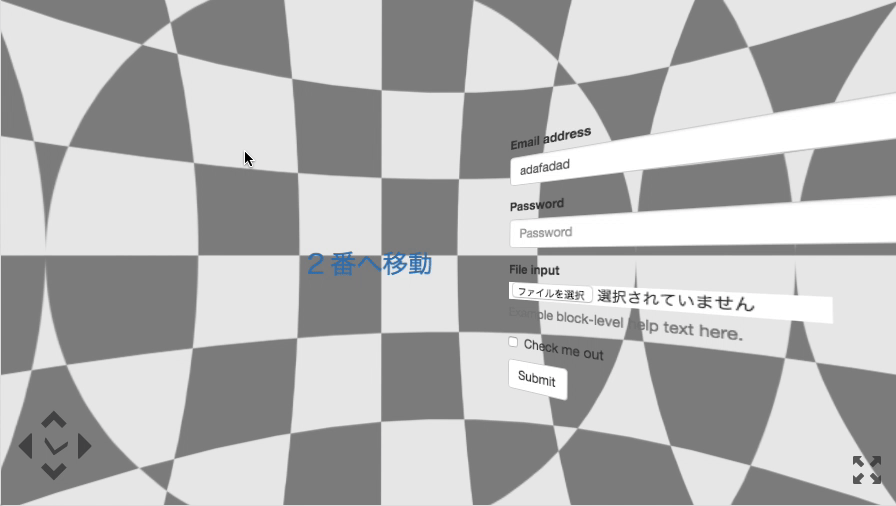 Email address
adafadad
Password
Password
2番へ移動
File input
ファイルを選択 選択されていません
Example block-level help text here.
Check me out
Submit